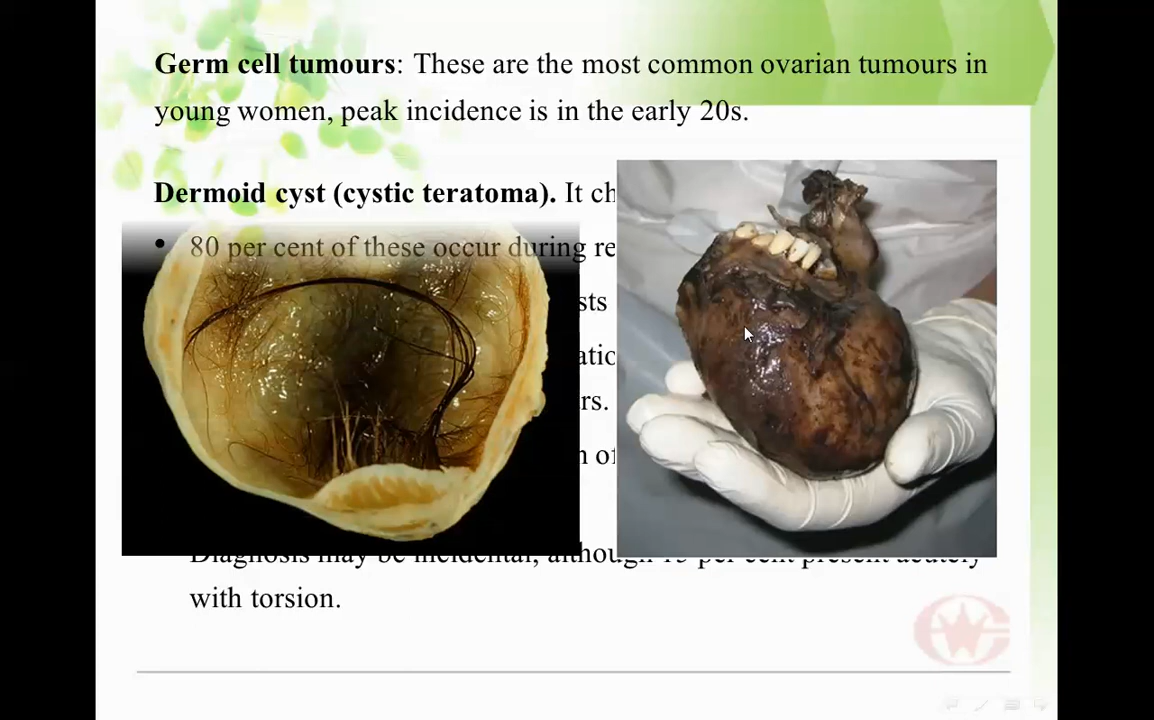 Germ cell tumours: These are the most common ovarian tumours in
young women, peak incidence is in the early 20s.
Dermoid cyst (cystic teratoma). It ch
• 80 per cent of these occur during re
sts
atio
rs.
n of
Diagnosis may be incidental, although 15 per cent present acutely
with torsion.